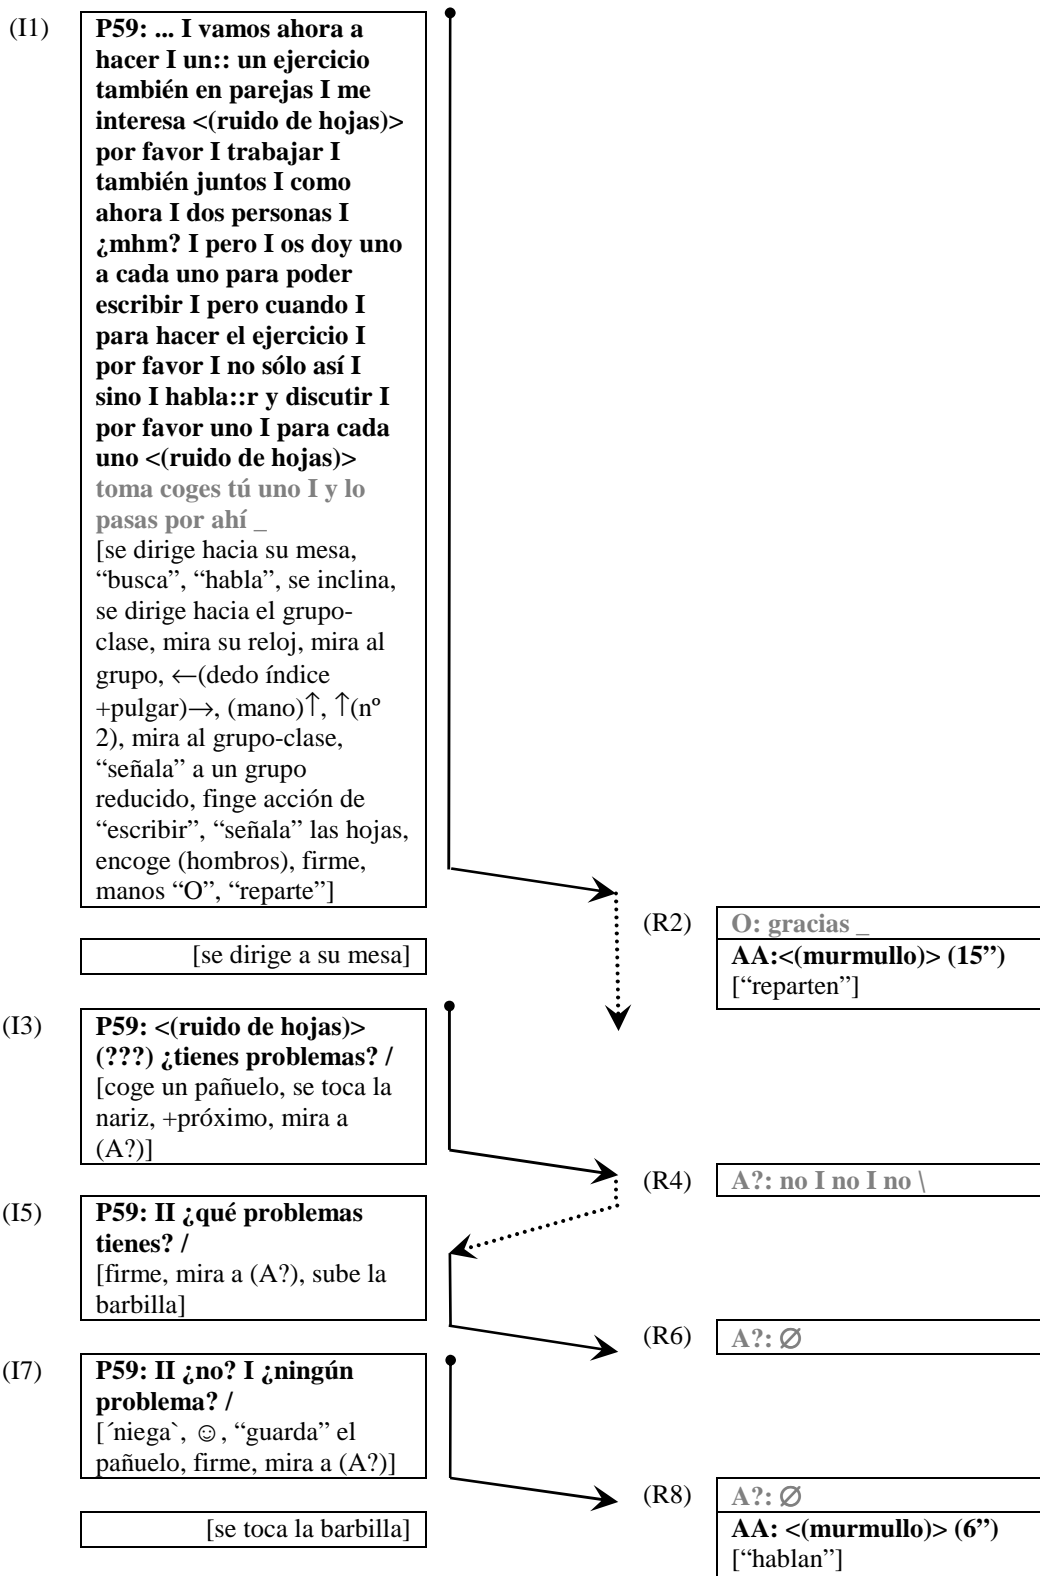 (I1)
P59: ... I vamos ahora a
hacer I un:: un ejercicio
también en parejas I me
interesa <(ruido de hojas)>
por favor I trabajar I
también juntos I como
ahora I dos personas I
¿mhm? I pero I os doy uno
a cada uno para poder
escribir I pero cuando I
para hacer el ejercicio I
por favor I no sólo así I
sino I habla::r y discutir I
por favor uno I para cada
uno <(ruido de hojas)>
toma coges tú uno I y lo
pasas por ahí _
[se dirige hacia su mesa,
“busca”, “habla”, se inclina,
se dirige hacia el grupo-
clase, mira su reloj, mira al
grupo, ←(dedo índice
+pulgar)→, (mano)↑, ↑(nº
2), mira al grupo-clase,
“señala” a un grupo
reducido, finge acción de
“escribir”, “señala” las hojas,
encoge (hombros), firme,
manos “O”, “reparte”]
(R2)
O: gracias _
AA:<(murmullo)> (15”)
[“reparten”]
[se dirige a su mesa]
(I3)
P59: <(ruido de hojas)>
(???) ¿tienes problemas? /
[coge un pañuelo, se toca la
nariz, +próximo, mira a
(A?)]
(R4)
A?: no I no I no \
(I5)
P59: II ¿qué problemas
tienes? /
[firme, mira a (A?), sube la
barbilla]
(R6)
A?: ∅
(I7)
P59: II ¿no? I ¿ningún
problema? /
[´niega`, ☺, “guarda” el
pañuelo, firme, mira a (A?)]
(R8)
A?: ∅
AA: <(murmullo)> (6”)
[“hablan”]
[se toca la barbilla]